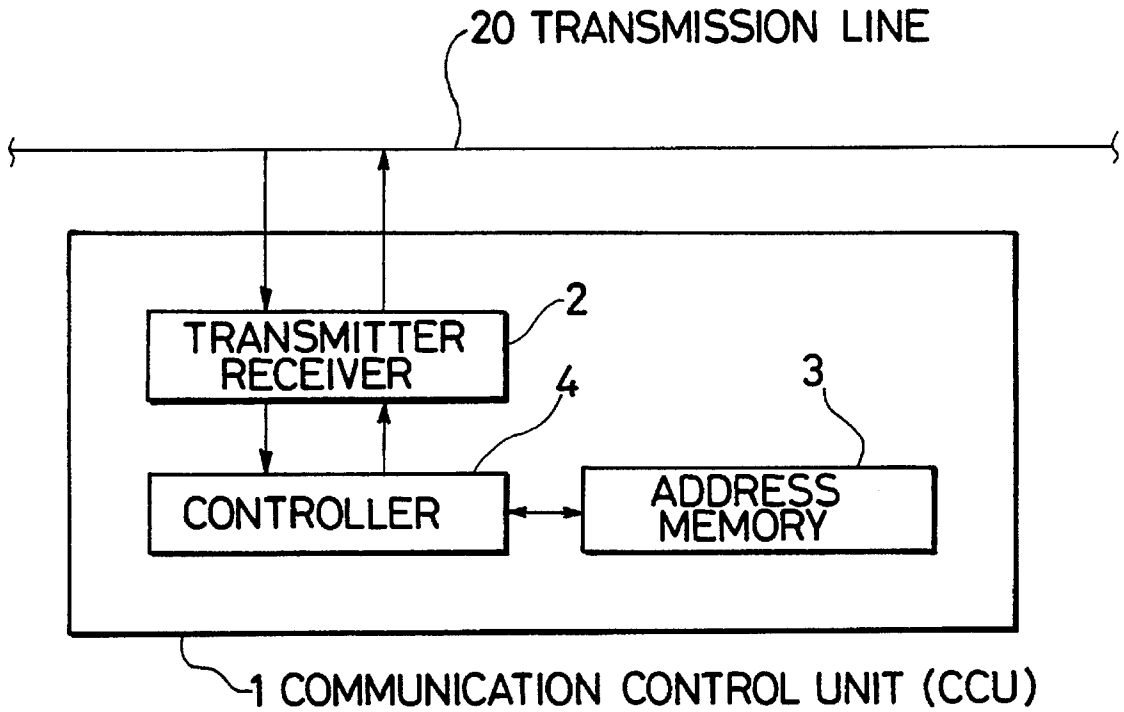 20 TRANSMISSION LINE
2
TRANSMITTER
RECEIVER
4
3
CONTROLLER
ADDRESS
MEMORY
1 COMMUNICATION CONTROL UNIT (CCU)